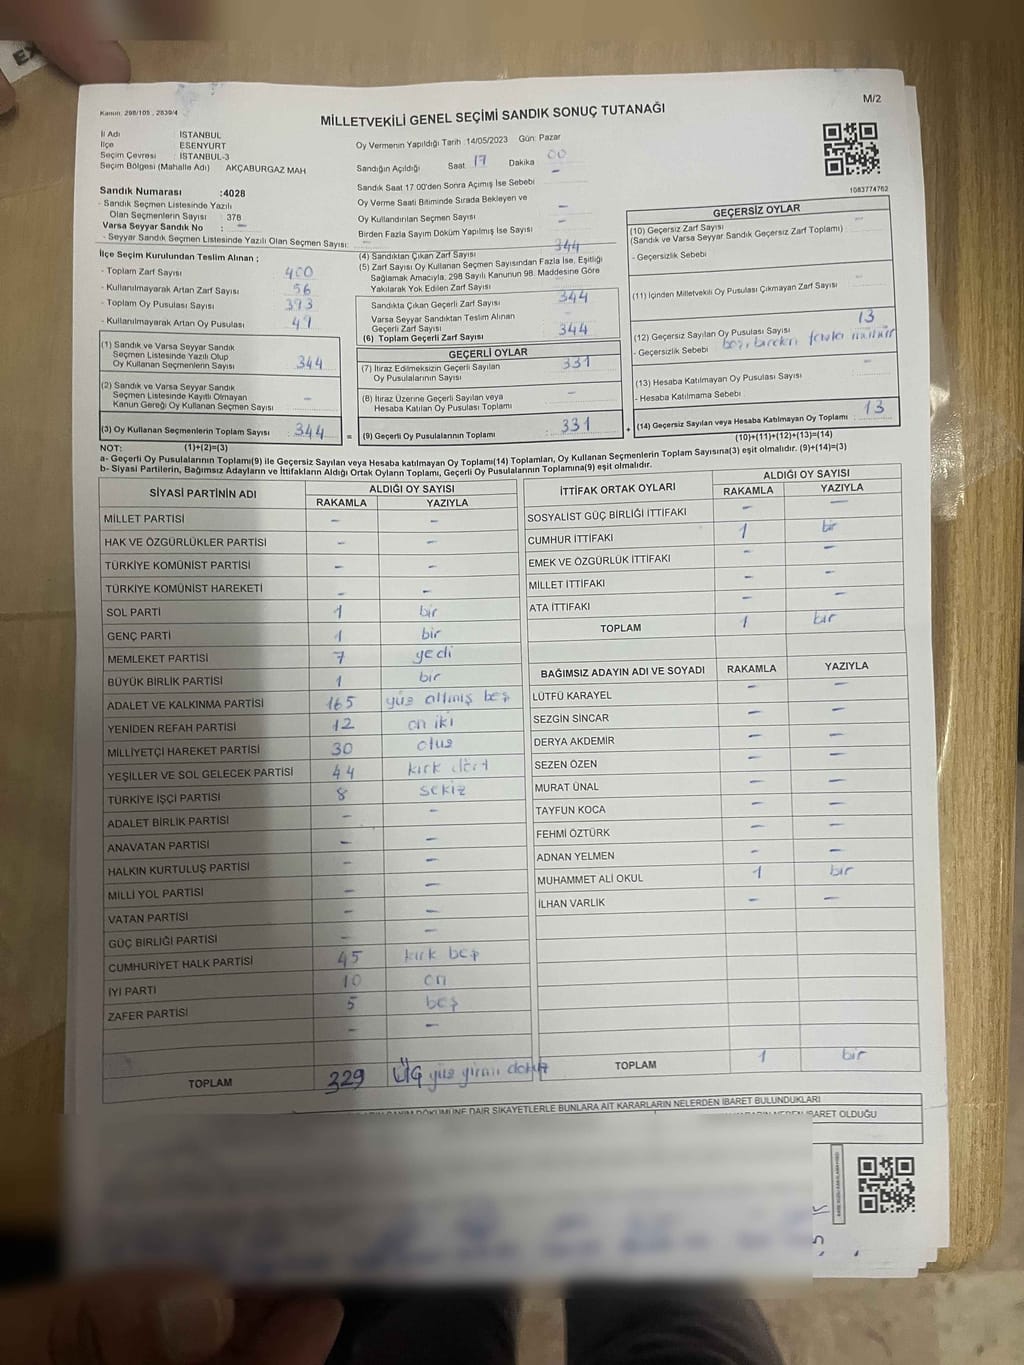 Kanun: 298/105 , 2839/4
M/2
MİLLETVEKİLİ GENEL SEÇİMİ SANDIK SONUÇ TUTANAĞI
İl Adı : İSTANBUL
İlçe : ESENYURT
Seçim Çevresi : İSTANBUL-3
Seçim Bölgesi (Mahalle Adı) AKÇABURGAZ MAH
Oy Vermenin Yapıldığı Tarih :14/05/2023 Gün: Pazar
Sandığın Açıldığı Saat 17 Dakika 00
Sandık Saat 17 00'den Sonra Açımış İse Sebebi -
Oy Verme Saati Bitiminde Sırada Bekleyen ve
Oy Kullandırılan Seçmen Sayısı -
Birden Fazla Sayım Döküm Yapılmış İse Sayısı -
1083774762
Sandık Numarası :4028
- Sandık Seçmen Listesinde Yazılı
Olan Seçmenlerin Sayısı : 378
Varsa Seyyar Sandık No : -
- Seyyar Sandık Seçmen Listesinde Yazılı Olan Seçmen Sayısı: -
İlçe Seçim Kurulundan Teslim Alınan ;
- Toplam Zarf Sayısı 400
- Kullanılmayarak Artan Zarf Sayısı 56
- Toplam Oy Pusulası Sayısı 393
- Kullanılmayarak Artan Oy Pusulası 49
(1) Sandık ve Varsa Seyyar Sandık
Seçmen Listesinde Yazılı Olup
Oy Kullanan Seçmenlerin Sayısı 344
(2) Sandık ve Varsa Seyyar Sandık
Seçmen Listesinde Kayıtlı Olmayan
Kanun Gereği Oy Kullanan Seçmen Sayısı -
(3) Oy Kullanan Seçmenlerin Toplam Sayısı 344
(1)+(2)=(3)
(4) Sandıktan Çıkan Zarf Sayısı 344
(5) Zarf Sayısı Oy Kullanan Seçmen Sayısından Fazla İse, Eşitliği
Sağlamak Amacıyla; 298 Sayılı Kanunun 98. Maddesine Göre
Yakılarak Yok Edilen Zarf Sayısı -
Sandıkta Çıkan Geçerli Zarf Sayısı 344
Varsa Seyyar Sandıktan Teslim Alınan
Geçerli Zarf Sayısı -
(6) Toplam Geçerli Zarf Sayısı 344
GEÇERLİ OYLAR
(7) İtiraz Edilmeksizin Geçerli Sayılan
Oy Pusulalarının Sayısı 331
(8) İtiraz Üzerine Geçerli Sayılan veya
Hesaba Katılan Oy Pusulası Toplamı -
= (9) Geçerli Oy Pusulalarının Toplamı 331 +
GEÇERSİZ OYLAR
(10) Geçersiz Zarf Sayısı -
(Sandık ve Varsa Seyyar Sandık Geçersiz Zarf Toplamı)
- Geçersizlik Sebebi
(11) İçinden Milletvekili Oy Pusulası Çıkmayan Zarf Sayısı -
(12) Geçersiz Sayılan Oy Pusulası Sayısı 13
- Geçersizlik Sebebi
(13) Hesaba Katılmayan Oy Pusulası Sayısı -
- Hesaba Katılmama Sebebi
(14) Geçersiz Sayılan veya Hesaba Katılmayan Oy Toplamı 13
(10)+(11)+(12)+(13)=(14)
NOT:
a- Geçerli Oy Pusulalarının Toplamı(9) ile Geçersiz Sayılan veya Hesaba katılmayan Oy Toplamı(14) Toplamları, Oy Kullanan Seçmenlerin Toplam Sayısına(3) eşit olmalıdır. (9)+(14)=(3)
b- Siyasi Partilerin, Bağımsız Adayların ve İttifakların Aldığı Ortak Oyların Toplamı, Geçerli Oy Pusulalarının Toplamına(9) eşit olmalıdır.
SİYASİ PARTİNİN ADI ALDIĞI OY SAYISI
RAKAMLA YAZIYLA
MİLLET PARTİSİ - -
HAK VE ÖZGÜRLÜKLER PARTİSİ - -
TÜRKİYE KOMÜNİST PARTİSİ - -
TÜRKİYE KOMÜNİST HAREKETİ - -
SOL PARTİ 1 bir
GENÇ PARTİ 1 bir
MEMLEKET PARTİSİ 7 yedi
BÜYÜK BİRLİK PARTİSİ 1 bir
ADALET VE KALKINMA PARTİSİ 165 yüz altmış beş
YENİDEN REFAH PARTİSİ 12 on iki
MİLLİYETÇİ HAREKET PARTİSİ 30 otuz
YEŞİLLER VE SOL GELECEK PARTİSİ 44 kırk dört
TÜRKİYE İŞÇİ PARTİSİ 8 sekiz
ADALET BİRLİK PARTİSİ - -
ANAVATAN PARTİSİ - -
HALKIN KURTULUŞ PARTİSİ - -
MİLLİ YOL PARTİSİ - -
VATAN PARTİSİ - -
GÜÇ BİRLİĞİ PARTİSİ - -
CUMHURİYET HALK PARTİSİ 45 kırk beş
İYİ PARTİ 10 on
ZAFER PARTİSİ 5 beş
- -
TOPLAM 329 ÜÇ yüz yirmi dokuz
İTTİFAK ORTAK OYLARI ALDIĞI OY SAYISI
RAKAMLA YAZIYLA
SOSYALİST GÜÇ BİRLİĞİ İTTİFAKI - -
CUMHUR İTTİFAKI 1 bir
EMEK VE ÖZGÜRLÜK İTTİFAKI - -
MİLLET İTTİFAKI - -
ATA İTTİFAKI - -
TOPLAM 1 bir
BAĞIMSIZ ADAYIN ADI VE SOYADI RAKAMLA YAZIYLA
LÜTFÜ KARAYEL - -
SEZGİN SİNCAR - -
DERYA AKDEMİR - -
SEZEN ÖZEN - -
MURAT ÜNAL - -
TAYFUN KOCA - -
FEHMİ ÖZTÜRK - -
ADNAN YELMEN - -
MUHAMMET ALİ OKUL 1 bir
İLHAN VARLIK - -
TOPLAM 1 bir
DÖKÜMÜNE DAİR ŞİKAYETLERLE BUNLARA AİT KARARLARIN NELERDEN İBARET BULUNDUKLARI
İBARET OLDUĞU